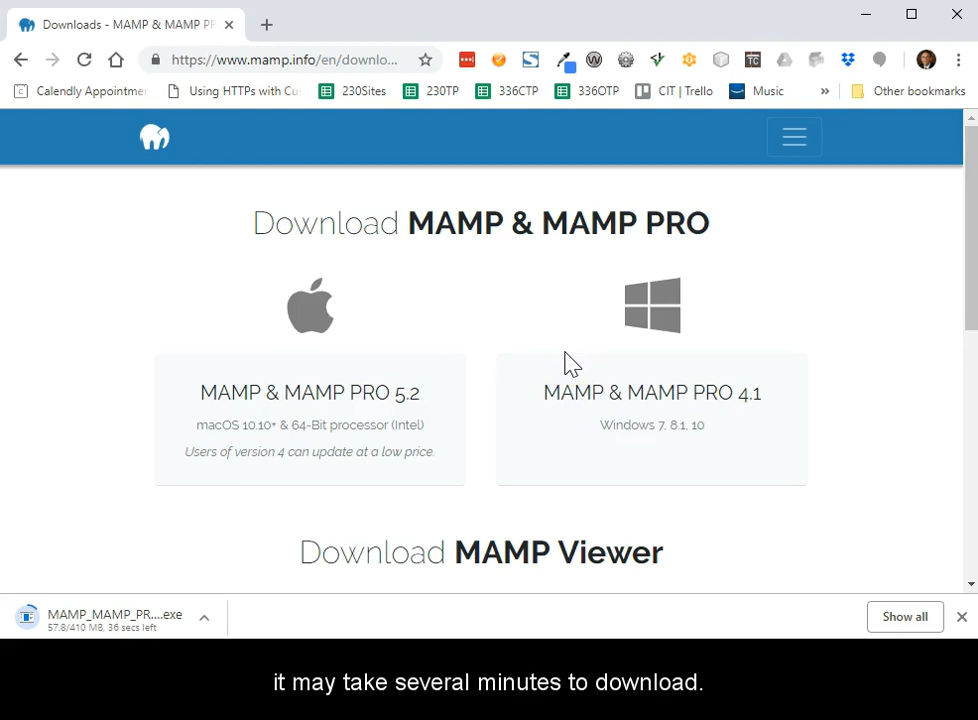 Downloads - MAMP & MAMP PR
https://www.mamp.info/en/downlo...
Calendly Appointmen
Using HTTPs with Cus
230Sites
230TP
336CTP
336OTP
CIT | Trello
Music
»
Other bookmarks
Download MAMP & MAMP PRO
MAMP & MAMP PRO 5.2
macOS 10.10+ & 64-Bit processor (Intel)
Users of version 4 can update at a low price.
MAMP & MAMP PRO 4.1
Windows 7, 8.1, 10
Download MAMP Viewer
MAMP_MAMP_PR....exe
57.8/410 MB, 36 secs left
Show all
it may take several minutes to download.